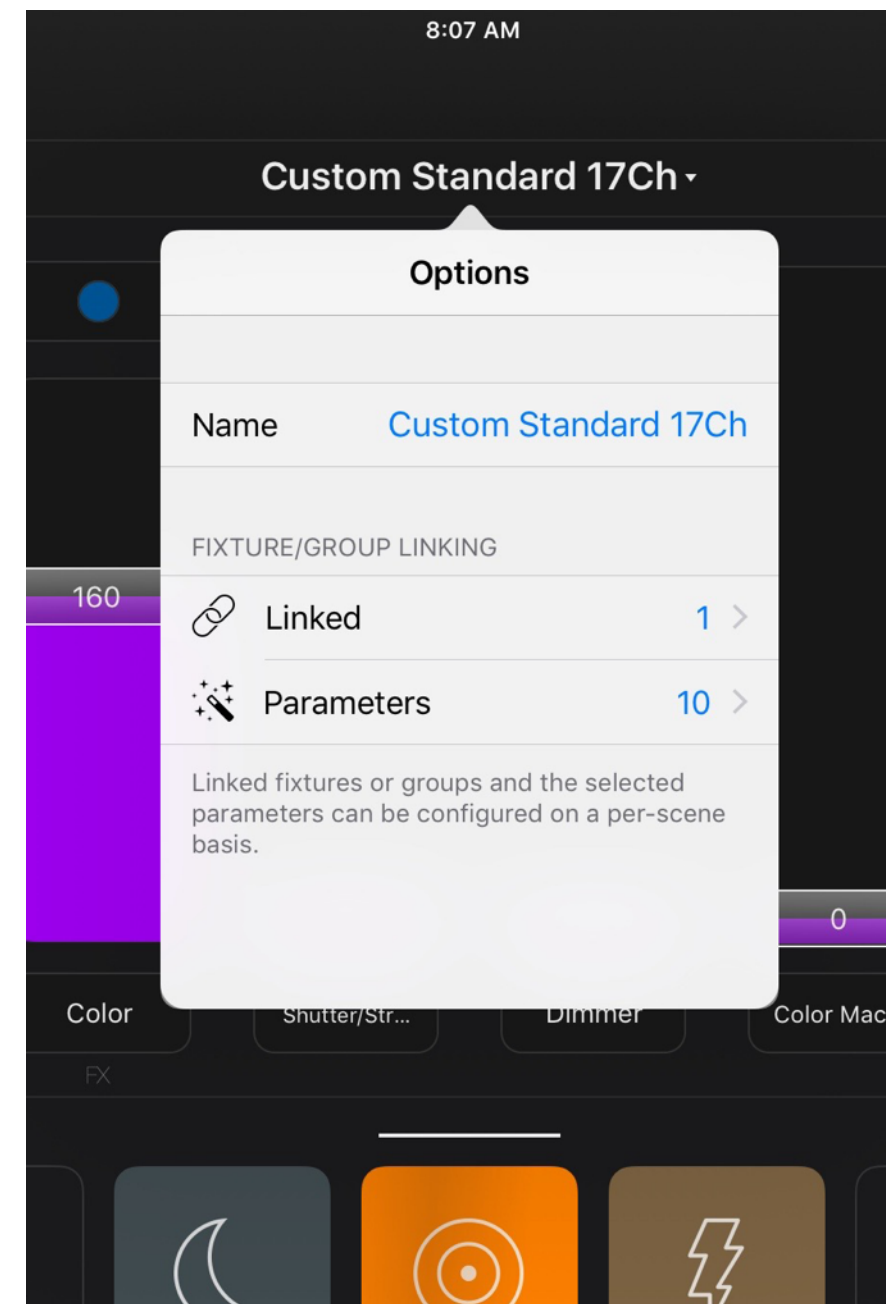 8:07 AM
Custom Standard 17Ch
Options
Name Custom Standard 17Ch
FIXTURE/GROUP LINKING
160
Linked 1
Parameters 10
Linked fixtures or groups and the selected
parameters can be configured on a per-scene
basis.
0
Color Shutter/Str... Dimmer Color Mac
FX